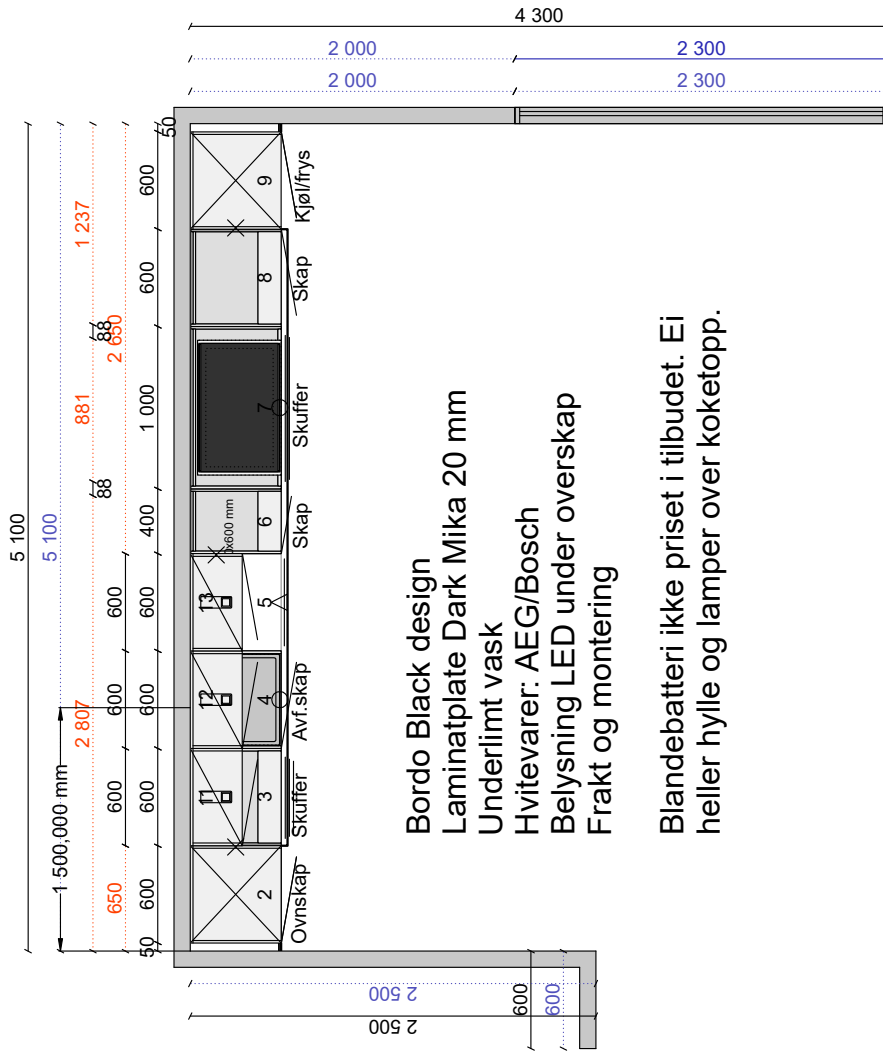 5 100
5 100
1 500,000 mm
2 807 88 881 88 1 237
650 600 600 600 2 650
50 600 600 600 600 400 1 000 600 600 50
11 12 13
x600 mm
2 3 4 5 6 7 8 9
Ovnskap Skuffer Avf.skap Skap Skuffer Skap Kjøl/frys
2 500
2 500
600
600
4 300
2 000 2 300
2 000 2 300
Bordo Black design
Laminatplate Dark Mika 20 mm
Underlimt vask
Hvitevarer: AEG/Bosch
Belysning LED under overskap
Frakt og montering
Blandebatteri ikke priset i tilbudet. Ei
heller hylle og lamper over koketopp.